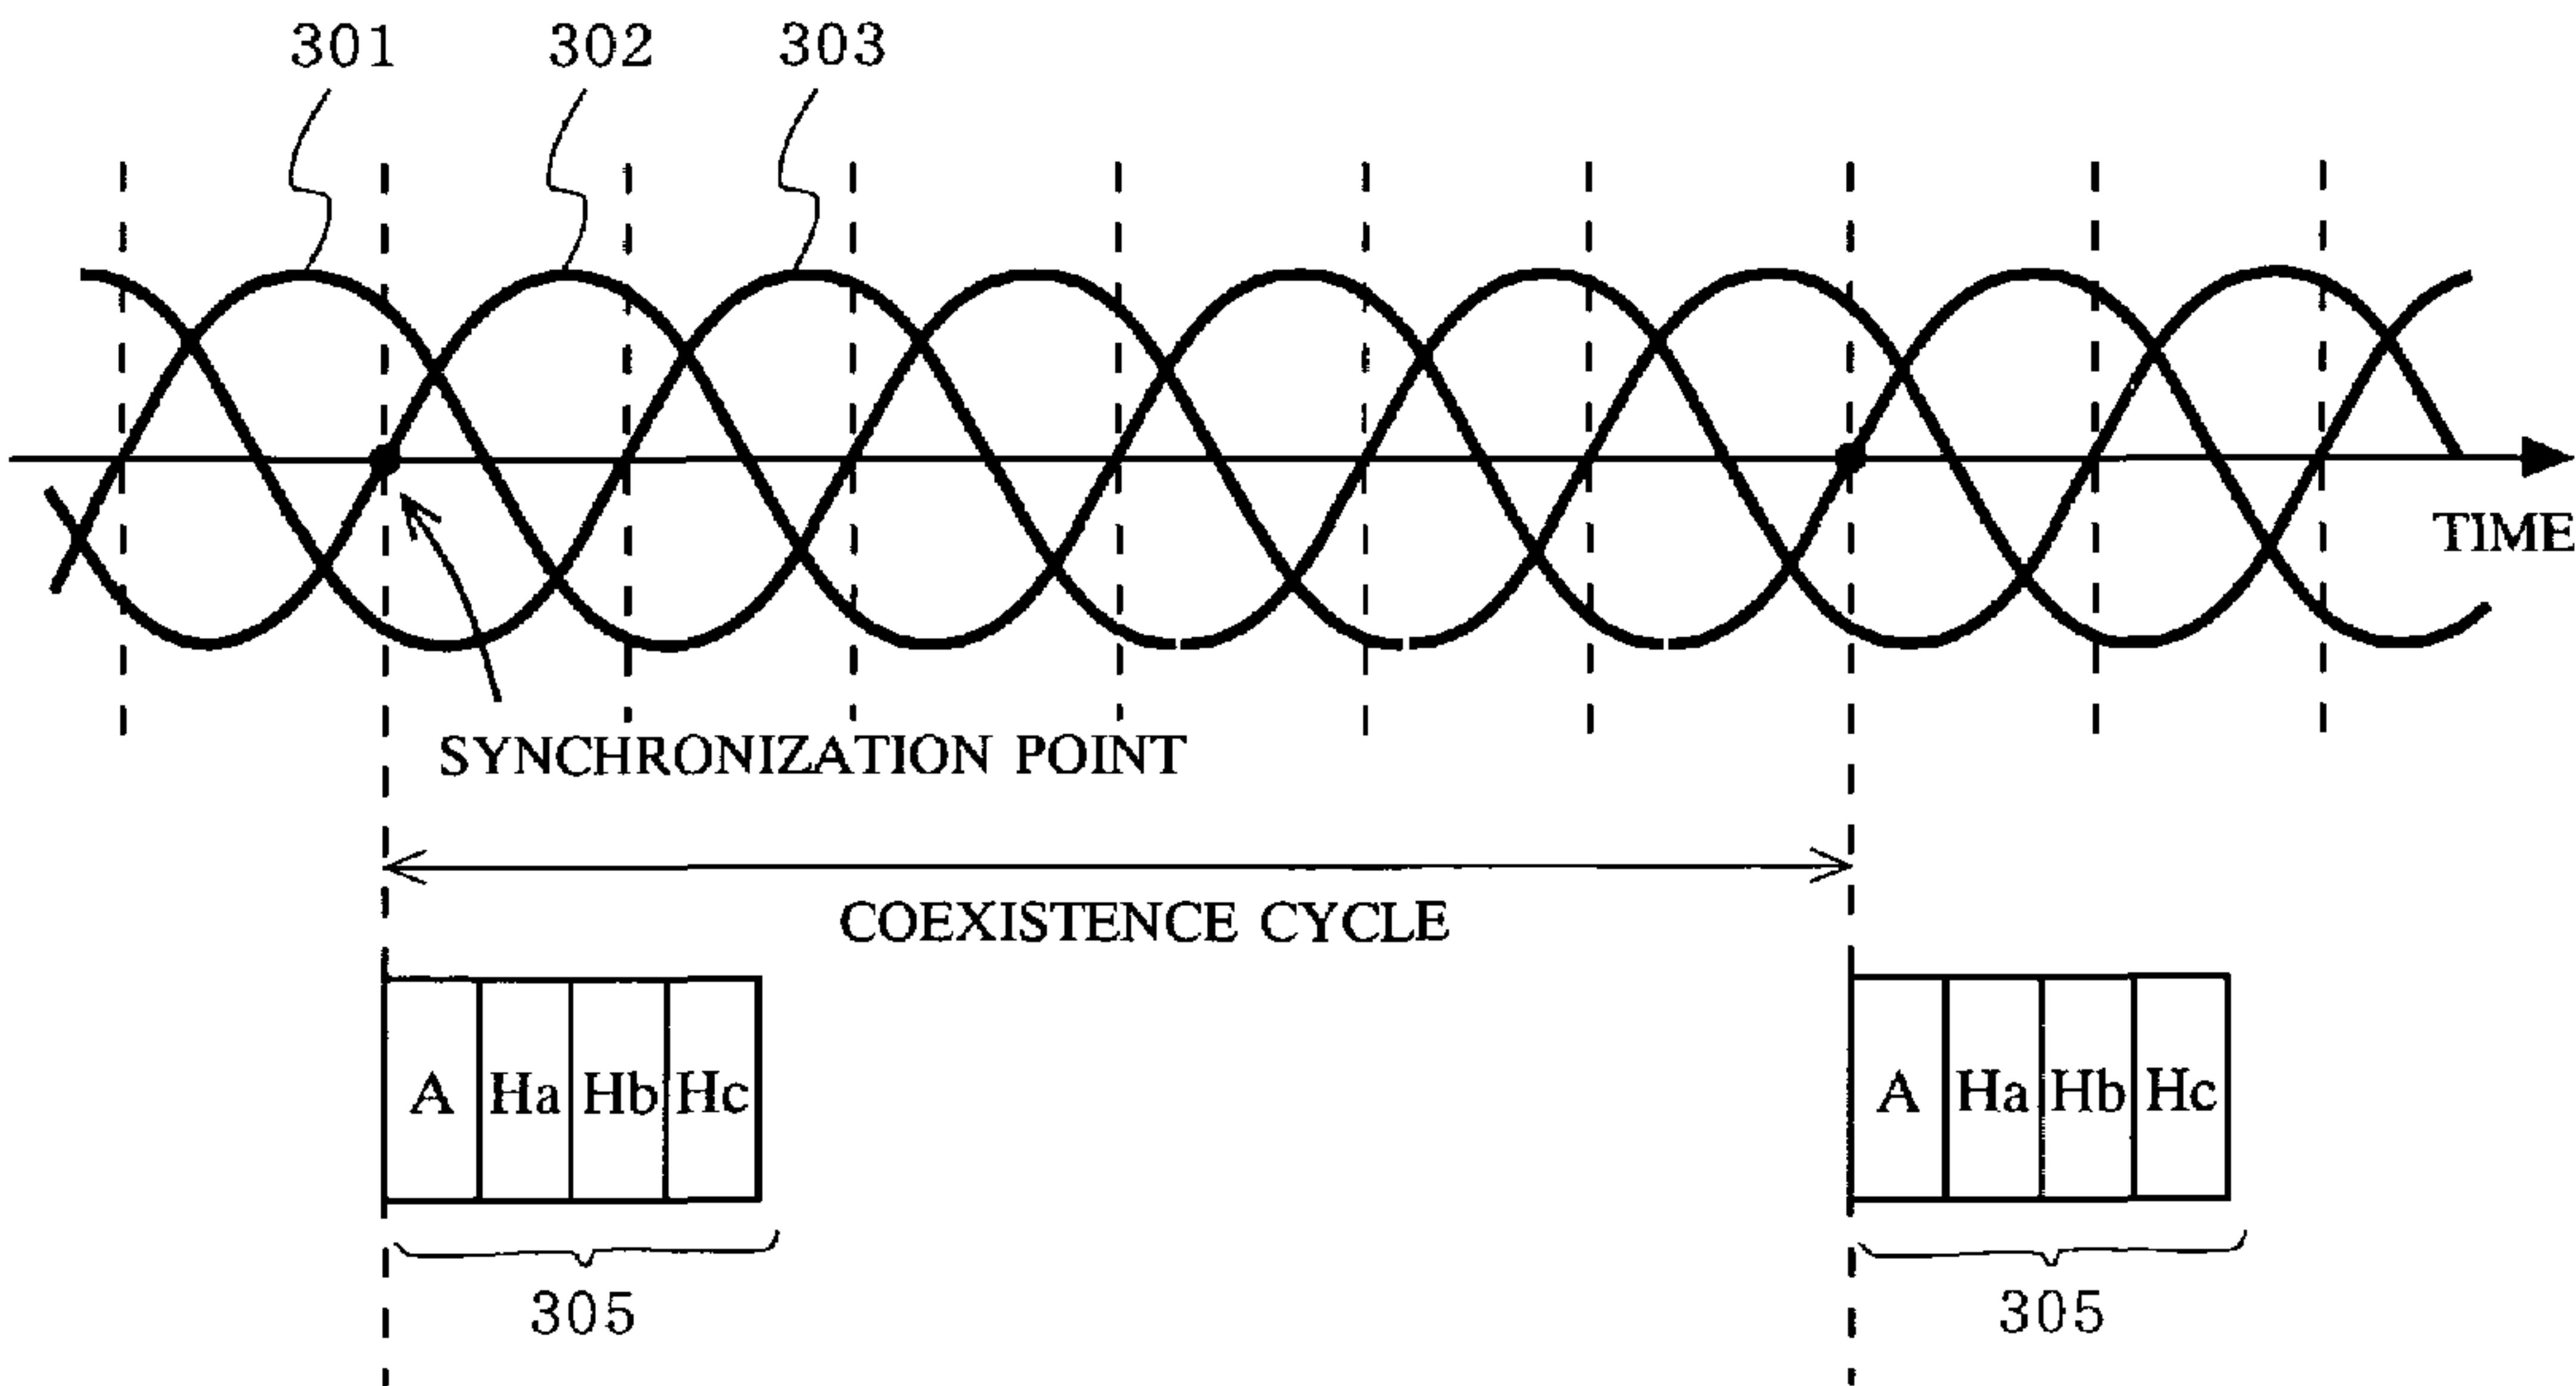 301 302 303
TIME
SYNCHRONIZATION POINT
COEXISTENCE CYCLE
A Ha Hb Hc A Ha Hb Hc
305 305